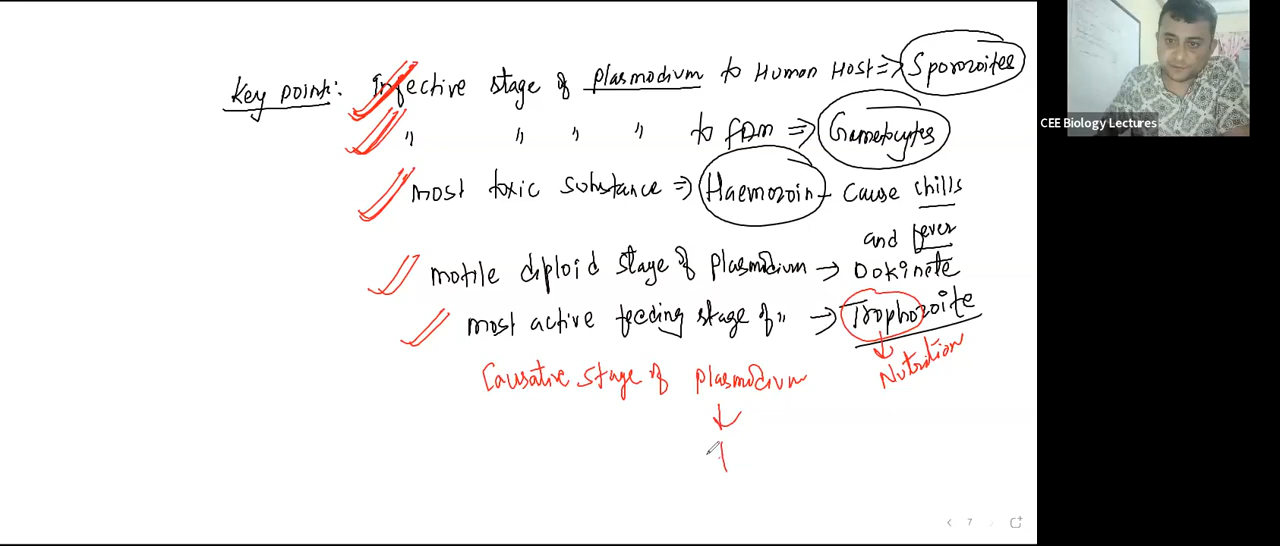 Key point: Infective stage of plasmodium to Human Host ⇒ Sporozoites
" " " " to FAM ⇒ Gametocytes
most toxic substance ⇒ Haemozoin - cause chills
and fever
motile diploid stage of plasmodium → Ookinete
most active feeding stage of " → Trophozoite
Nutrition
Causative stage of plasmodium
CEE Biology Lectures
7